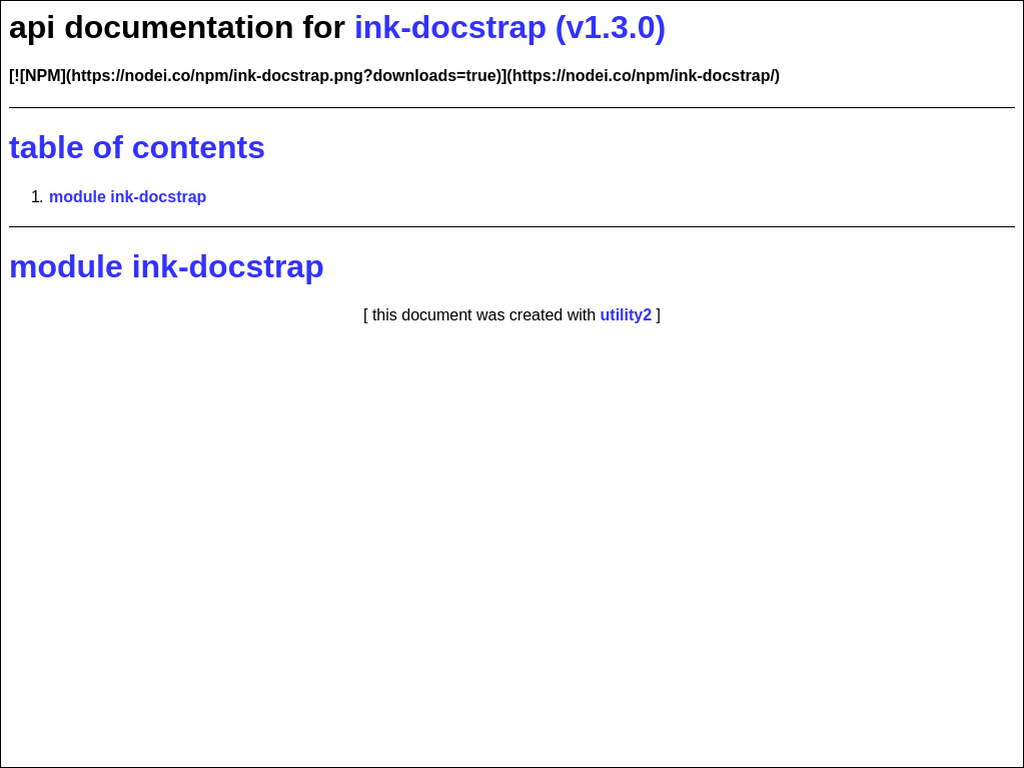 api documentation for ink-docstrap (v1.3.0)
[![NPM](https://nodei.co/npm/ink-docstrap.png?downloads=true)](https://nodei.co/npm/ink-docstrap/)
table of contents
1. module ink-docstrap
module ink-docstrap
[ this document was created with utility2 ]